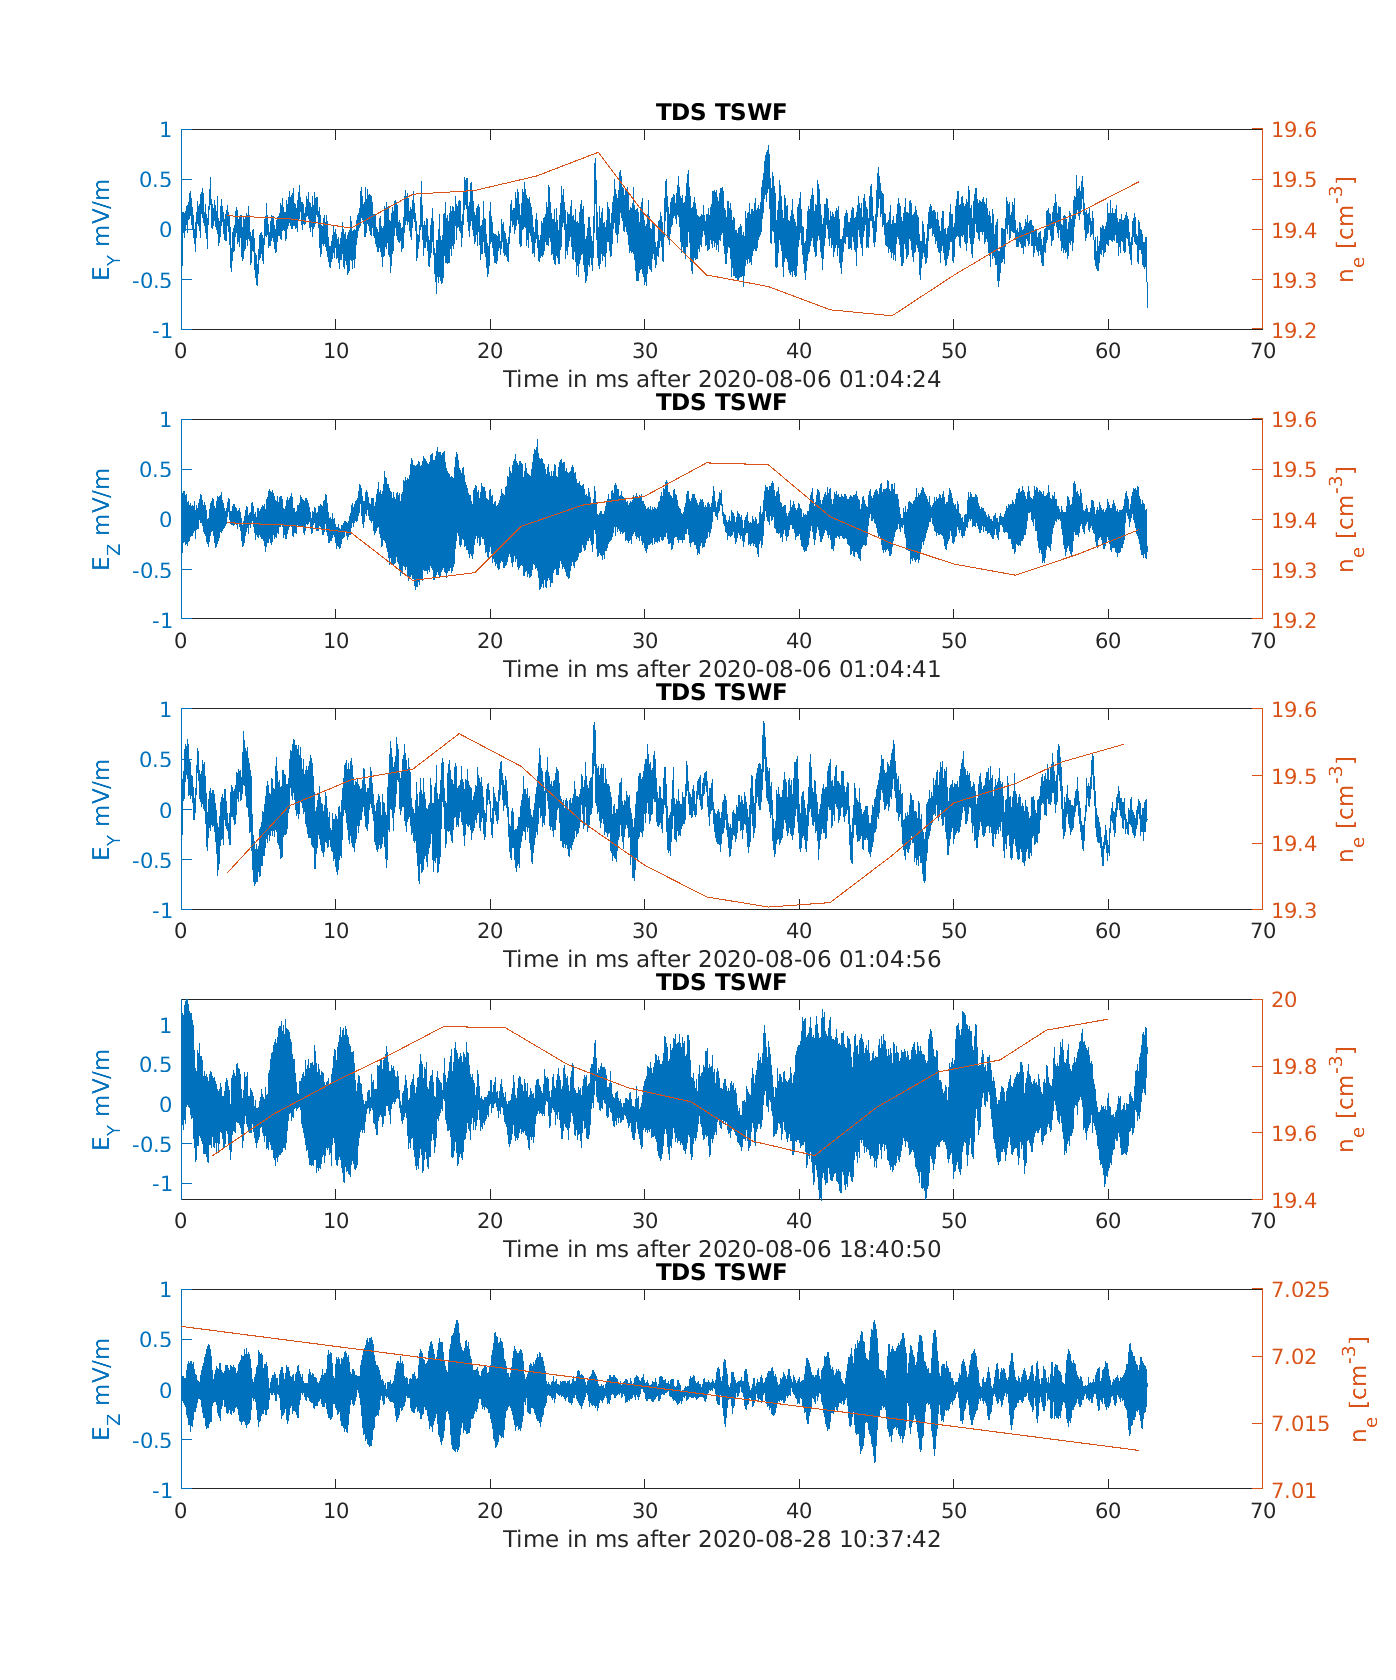 TDS TSWF
1
0.5
0
-0.5
-1
E_Y mV/m
19.6
19.5
19.4
19.3
19.2
n_e [cm^-3]
0 10 20 30 40 50 60 70
Time in ms after 2020-08-06 01:04:24
TDS TSWF
1
0.5
0
-0.5
-1
E_Z mV/m
19.6
19.5
19.4
19.3
19.2
n_e [cm^-3]
0 10 20 30 40 50 60 70
Time in ms after 2020-08-06 01:04:41
TDS TSWF
1
0.5
0
-0.5
-1
E_Y mV/m
19.6
19.5
19.4
19.3
n_e [cm^-3]
0 10 20 30 40 50 60 70
Time in ms after 2020-08-06 01:04:56
TDS TSWF
1
0.5
0
-0.5
-1
E_Y mV/m
20
19.8
19.6
19.4
n_e [cm^-3]
0 10 20 30 40 50 60 70
Time in ms after 2020-08-06 18:40:50
TDS TSWF
1
0.5
0
-0.5
-1
E_Z mV/m
7.025
7.02
7.015
7.01
n_e [cm^-3]
0 10 20 30 40 50 60 70
Time in ms after 2020-08-28 10:37:42